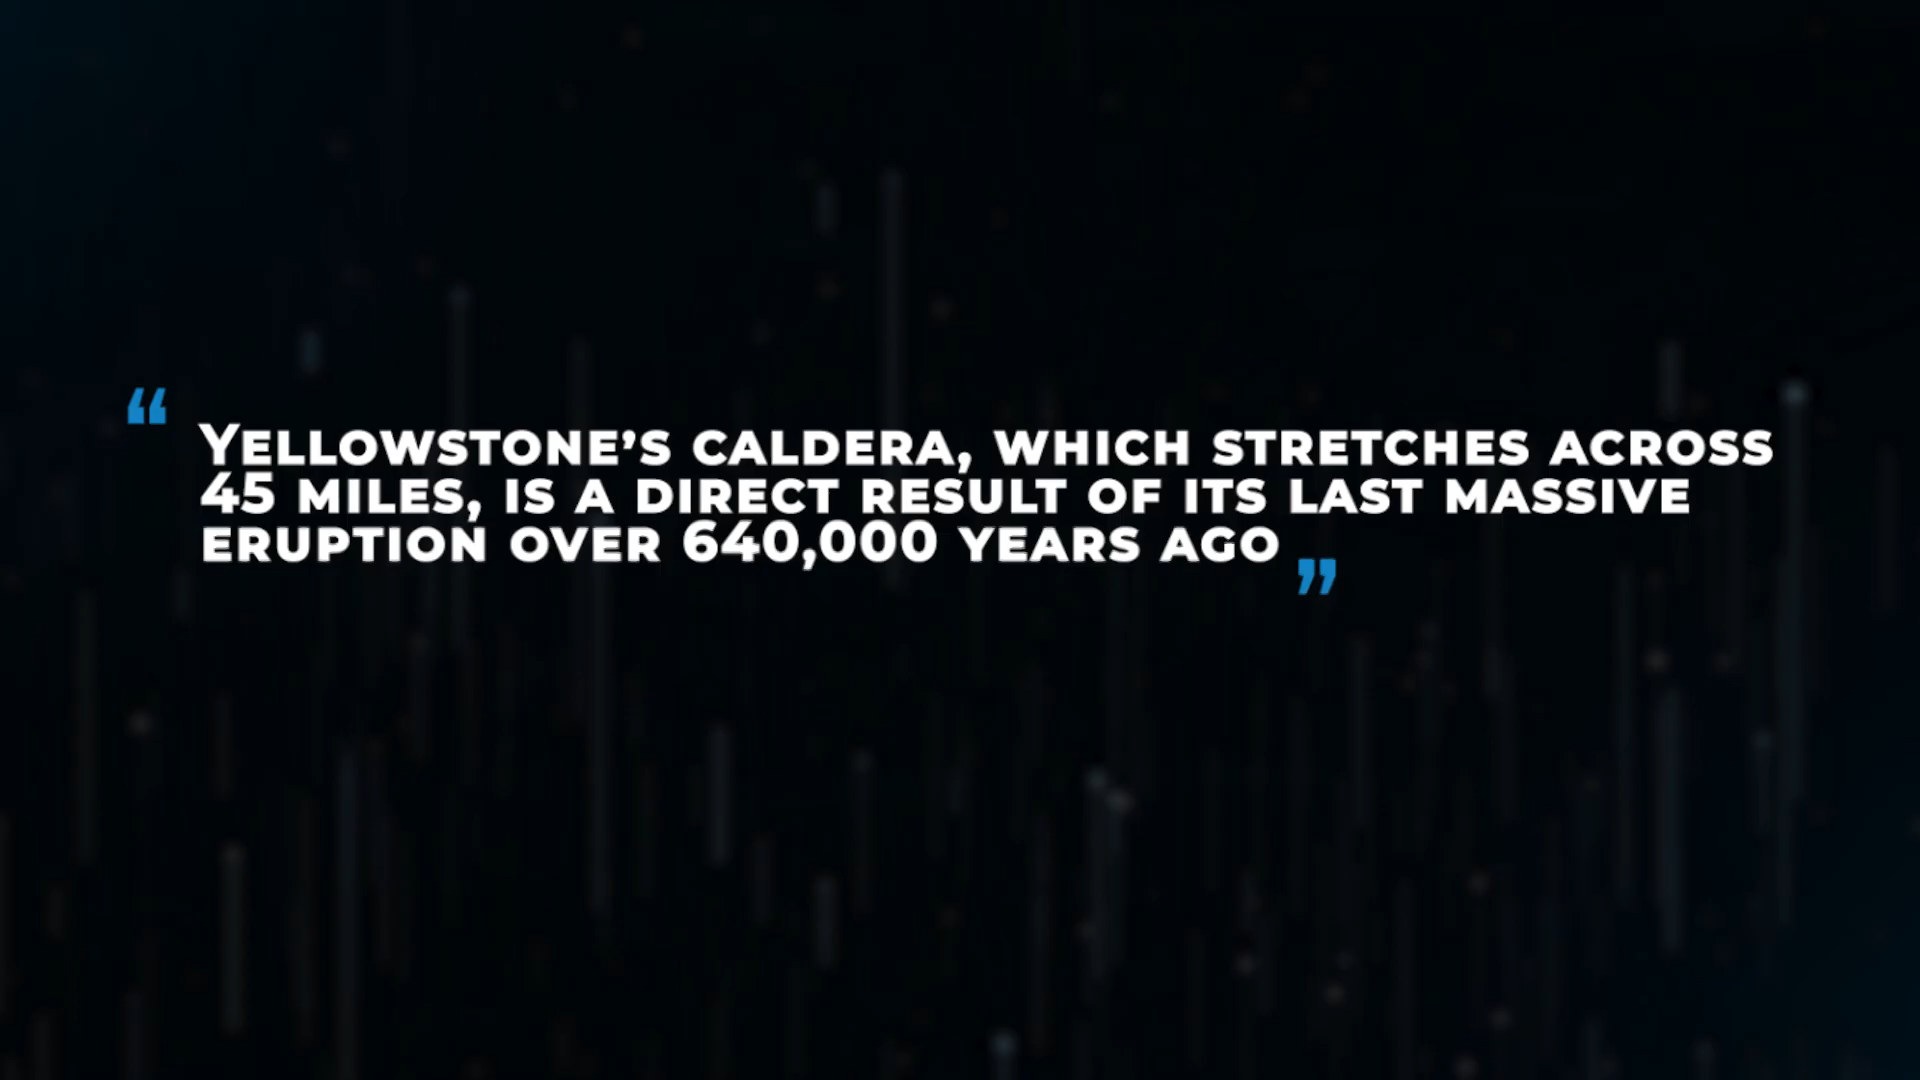 “ Yellowstone’s caldera, which stretches across
45 miles, is a direct result of its last massive
eruption over 640,000 years ago ”